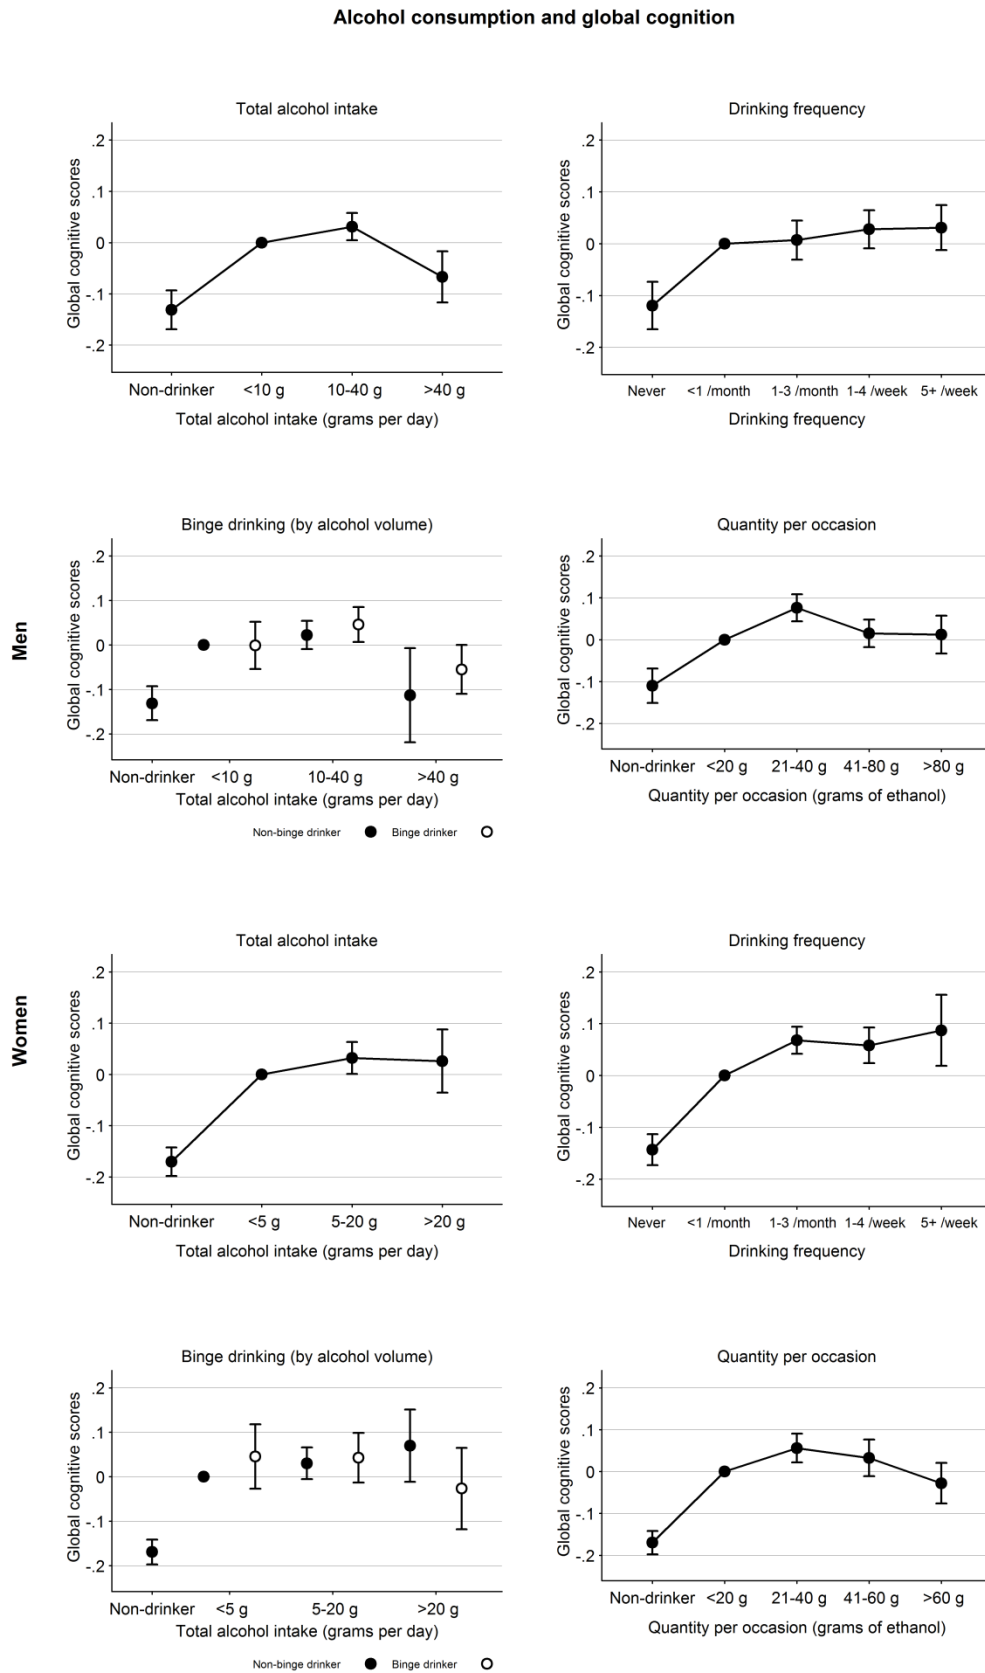 Alcohol consumption and global cognition
Men
Total alcohol intake
Global cognitive scores
.2
.1
0
-.1
-.2
Non-drinker <10 g 10-40 g >40 g
Total alcohol intake (grams per day)
Drinking frequency
Global cognitive scores
.2
.1
0
-.1
-.2
Never <1 /month 1-3 /month 1-4 /week 5+ /week
Drinking frequency
Binge drinking (by alcohol volume)
Global cognitive scores
.2
.1
0
-.1
-.2
Non-drinker <10 g 10-40 g >40 g
Total alcohol intake (grams per day)
Non-binge drinker Binge drinker
Quantity per occasion
Global cognitive scores
.2
.1
0
-.1
-.2
Non-drinker <20 g 21-40 g 41-80 g >80 g
Quantity per occasion (grams of ethanol)
Women
Total alcohol intake
Global cognitive scores
.2
.1
0
-.1
-.2
Non-drinker <5 g 5-20 g >20 g
Total alcohol intake (grams per day)
Drinking frequency
Global cognitive scores
.2
.1
0
-.1
-.2
Never <1 /month 1-3 /month 1-4 /week 5+ /week
Drinking frequency
Binge drinking (by alcohol volume)
Global cognitive scores
.2
.1
0
-.1
-.2
Non-drinker <5 g 5-20 g >20 g
Total alcohol intake (grams per day)
Non-binge drinker Binge drinker
Quantity per occasion
Global cognitive scores
.2
.1
0
-.1
-.2
Non-drinker <20 g 21-40 g 41-60 g >60 g
Quantity per occasion (grams of ethanol)